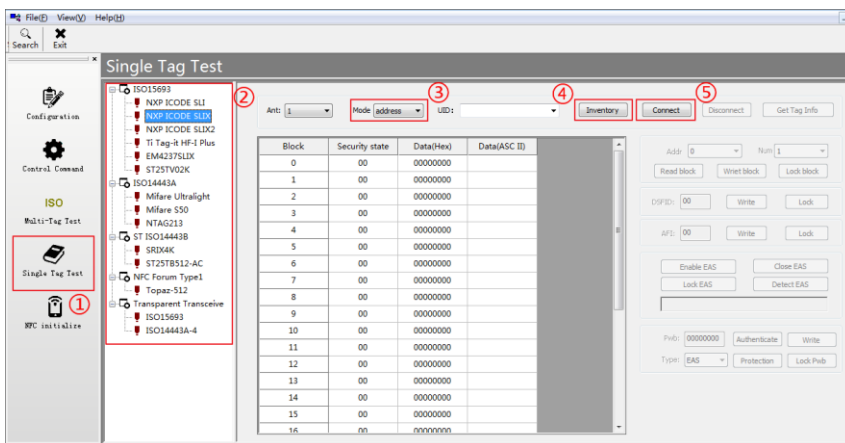 File(F) View(V) Help(H)
Search Exit
Single Tag Test
Configuration
Control Command
ISO
Multi-Tag Test
Single Tag Test
①
NFC initialize
②
ISO15693
NXP ICODE SLI
NXP ICODE SLIX
NXP ICODE SLIX2
Ti Tag-it HF-I Plus
EM4237SLIX
ST25TV02K
ISO14443A
Mifare Ultralight
Mifare S50
NTAG213
ST ISO14443B
SRIX4K
ST25TB512-AC
NFC Forum Type1
Topaz-512
Transparent Transceive
ISO15693
ISO14443A-4
③ ④ ⑤
Ant: 1 Mode address UID: Inventory Connect Disconnect Get Tag Info
Block Security state Data(Hex) Data(ASC II)
0 00 00000000
1 00 00000000
2 00 00000000
3 00 00000000
4 00 00000000
5 00 00000000
6 00 00000000
7 00 00000000
8 00 00000000
9 00 00000000
10 00 00000000
11 00 00000000
12 00 00000000
13 00 00000000
14 00 00000000
15 00 00000000
16 00 00000000
Addr 0 Num 1
Read block Wriet block Lock block
DSFID: 00 Write Lock
AFI: 00 Write Lock
Enable EAS Close EAS
Lock EAS Detect EAS
Pwb: 00000000 Authenticate Write
Type: EAS Protection Lock Pwb